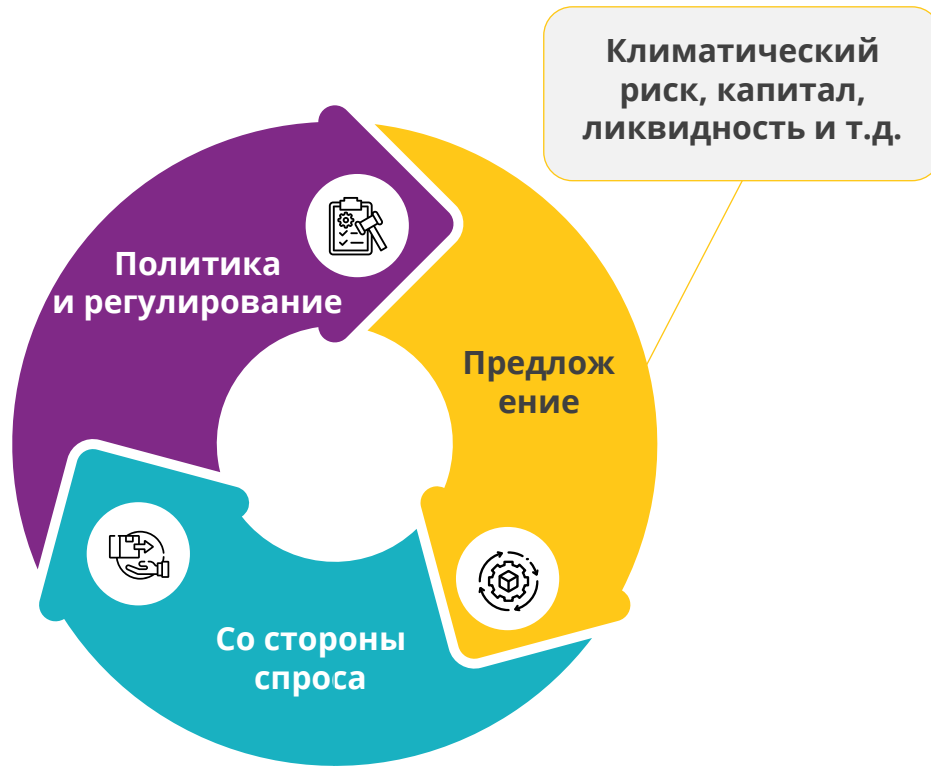 Климатический
риск, капитал,
ликвидность и т.д.
Политика
и регулирование
Предлож
ение
Со стороны
спроса